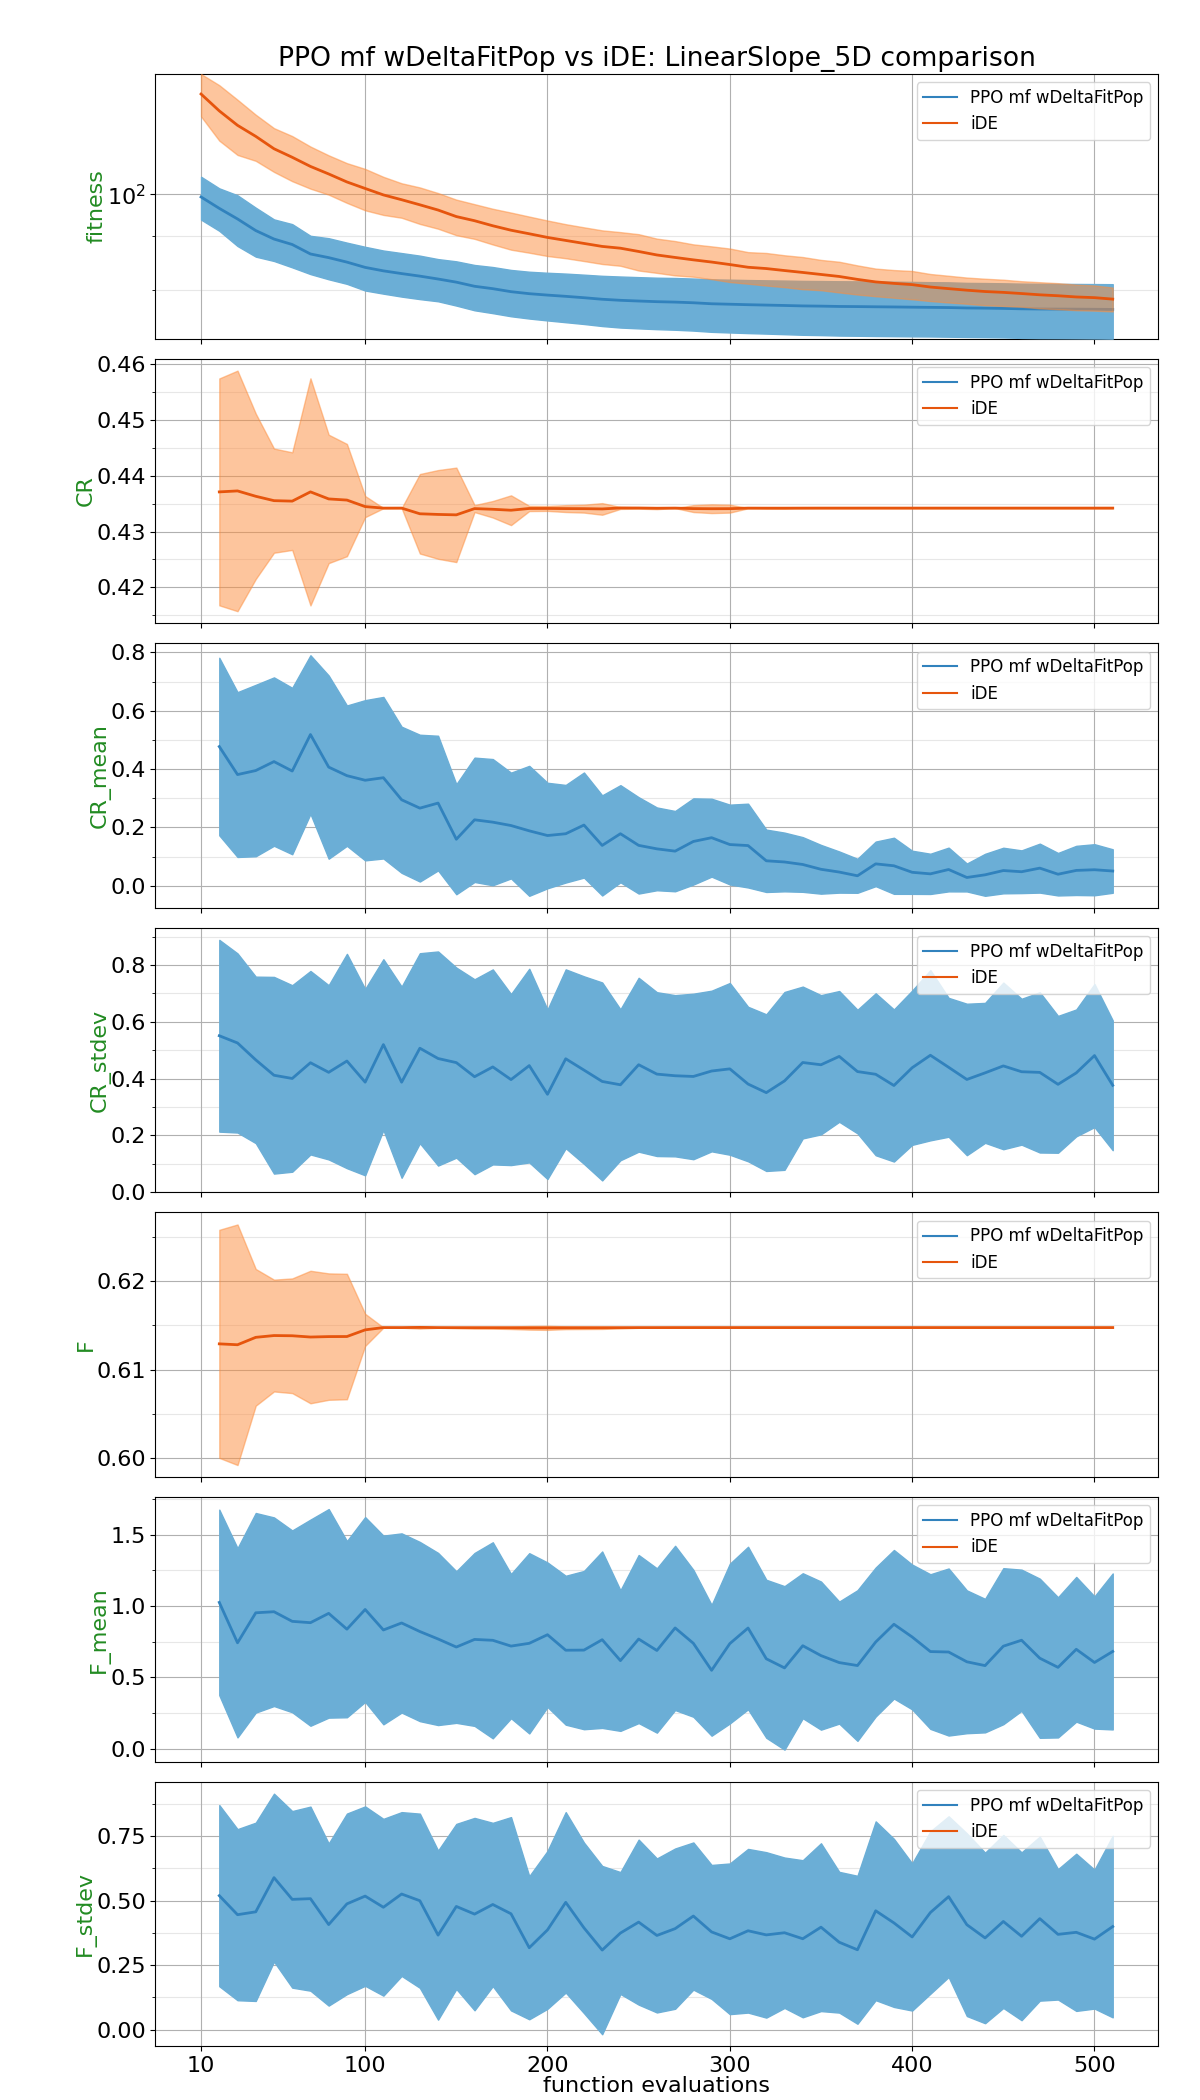 PPO mf wDeltaFitPop vs iDE: LinearSlope_5D comparison
fitness
10²
PPO mf wDeltaFitPop
iDE
CR
0.46
0.45
0.44
0.43
0.42
PPO mf wDeltaFitPop
iDE
CR_mean
0.8
0.6
0.4
0.2
0.0
PPO mf wDeltaFitPop
iDE
CR_stdev
0.8
0.6
0.4
0.2
0.0
PPO mf wDeltaFitPop
iDE
F
0.62
0.61
0.60
PPO mf wDeltaFitPop
iDE
F_mean
1.5
1.0
0.5
0.0
PPO mf wDeltaFitPop
iDE
F_stdev
0.75
0.50
0.25
0.00
PPO mf wDeltaFitPop
iDE
10 100 200 300 400 500
function evaluations